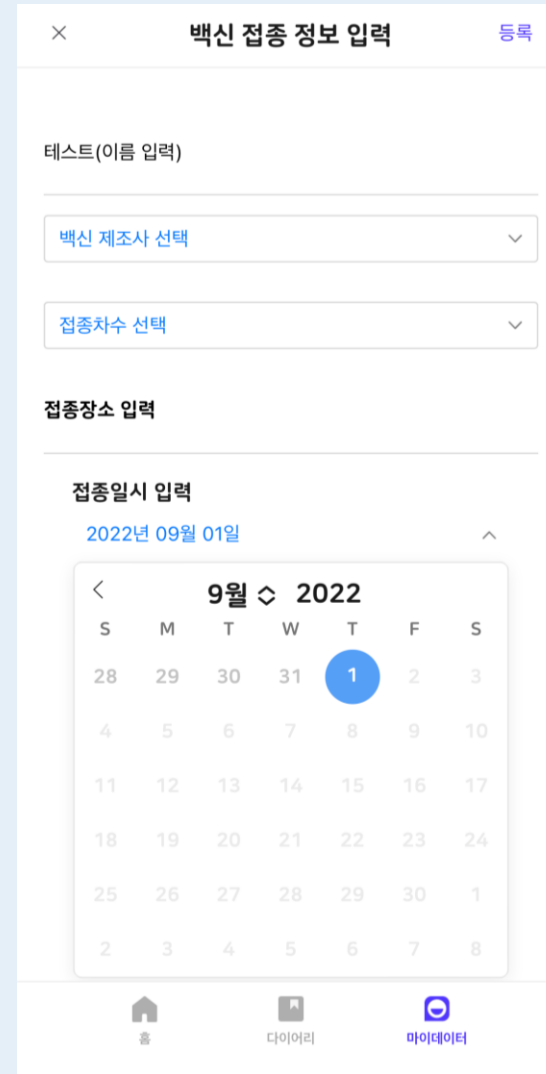 백신 접종 정보 입력 등록
테스트(이름 입력)
백신 제조사 선택
접종차수 선택
접종장소 입력
접종일시 입력
2022년 09월 01일
9월 2022
S M T W T F S
28 29 30 31 1 2 3
4 5 6 7 8 9 10
11 12 13 14 15 16 17
18 19 20 21 22 23 24
25 26 27 28 29 30 1
2 3 4 5 6 7 8
홈 다이어리 마이데이터